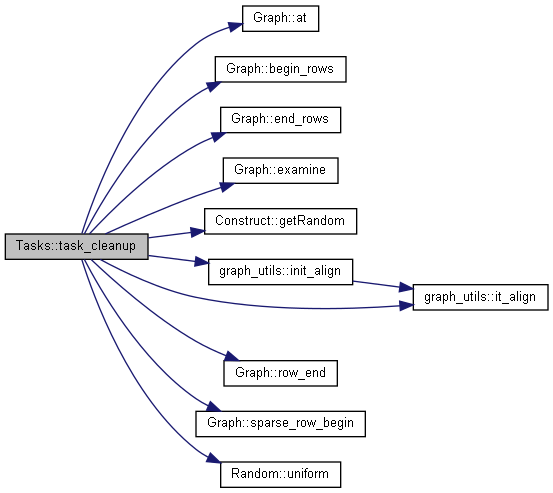 Graph::at
Graph::begin_rows
Graph::end_rows
Graph::examine
Construct::getRandom
Tasks::task_cleanup
graph_utils::init_align
graph_utils::it_align
Graph::row_end
Graph::sparse_row_begin
Random::uniform